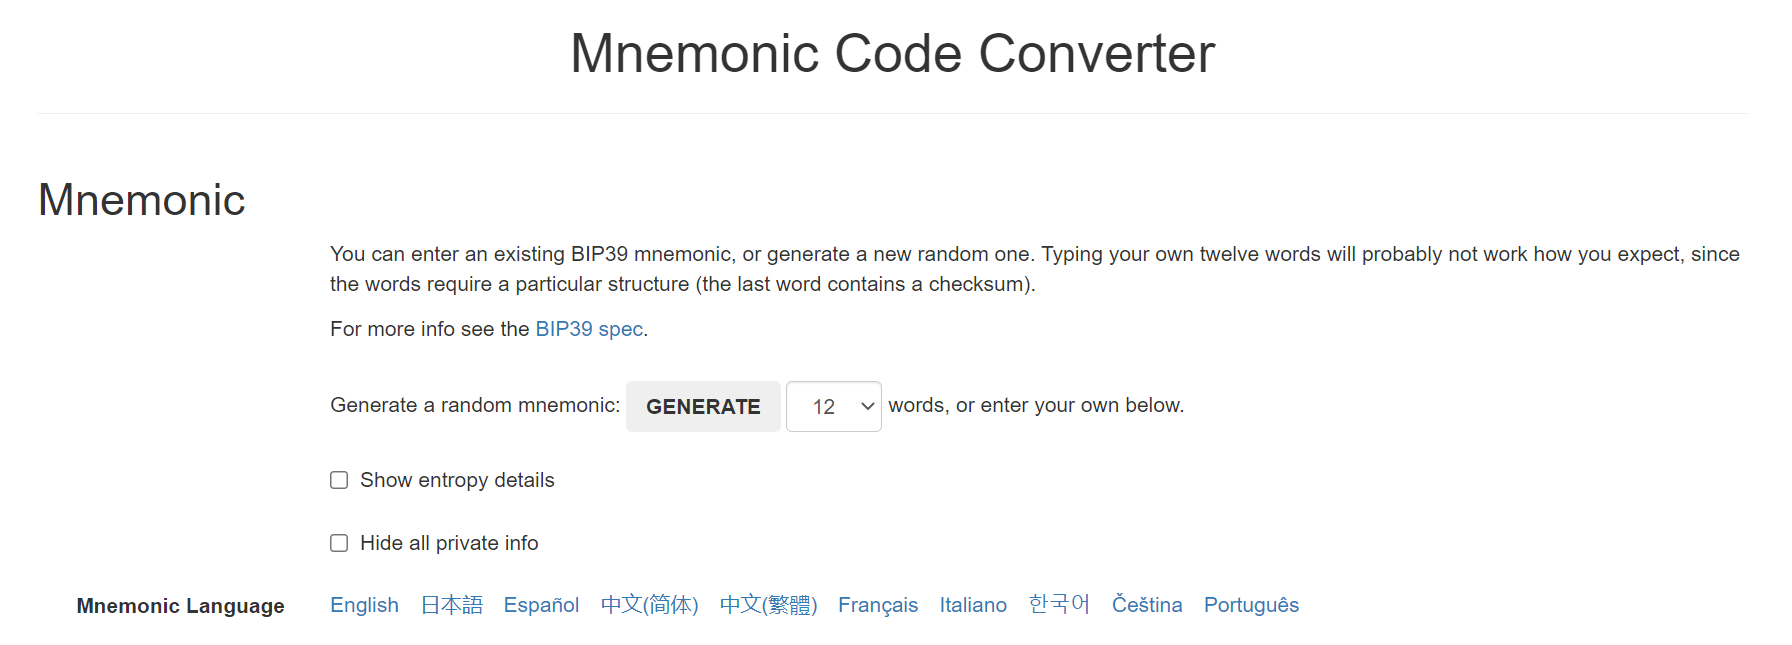 Mnemonic Code Converter
Mnemonic
You can enter an existing BIP39 mnemonic, or generate a new random one. Typing your own twelve words will probably not work how you expect, since
the words require a particular structure (the last word contains a checksum).
For more info see the BIP39 spec.
Generate a random mnemonic: GENERATE 12 words, or enter your own below.
Show entropy details
Hide all private info
Mnemonic Language English 日本語 Español 中文(简体) 中文(繁體) Français Italiano 한국어 Čeština Português